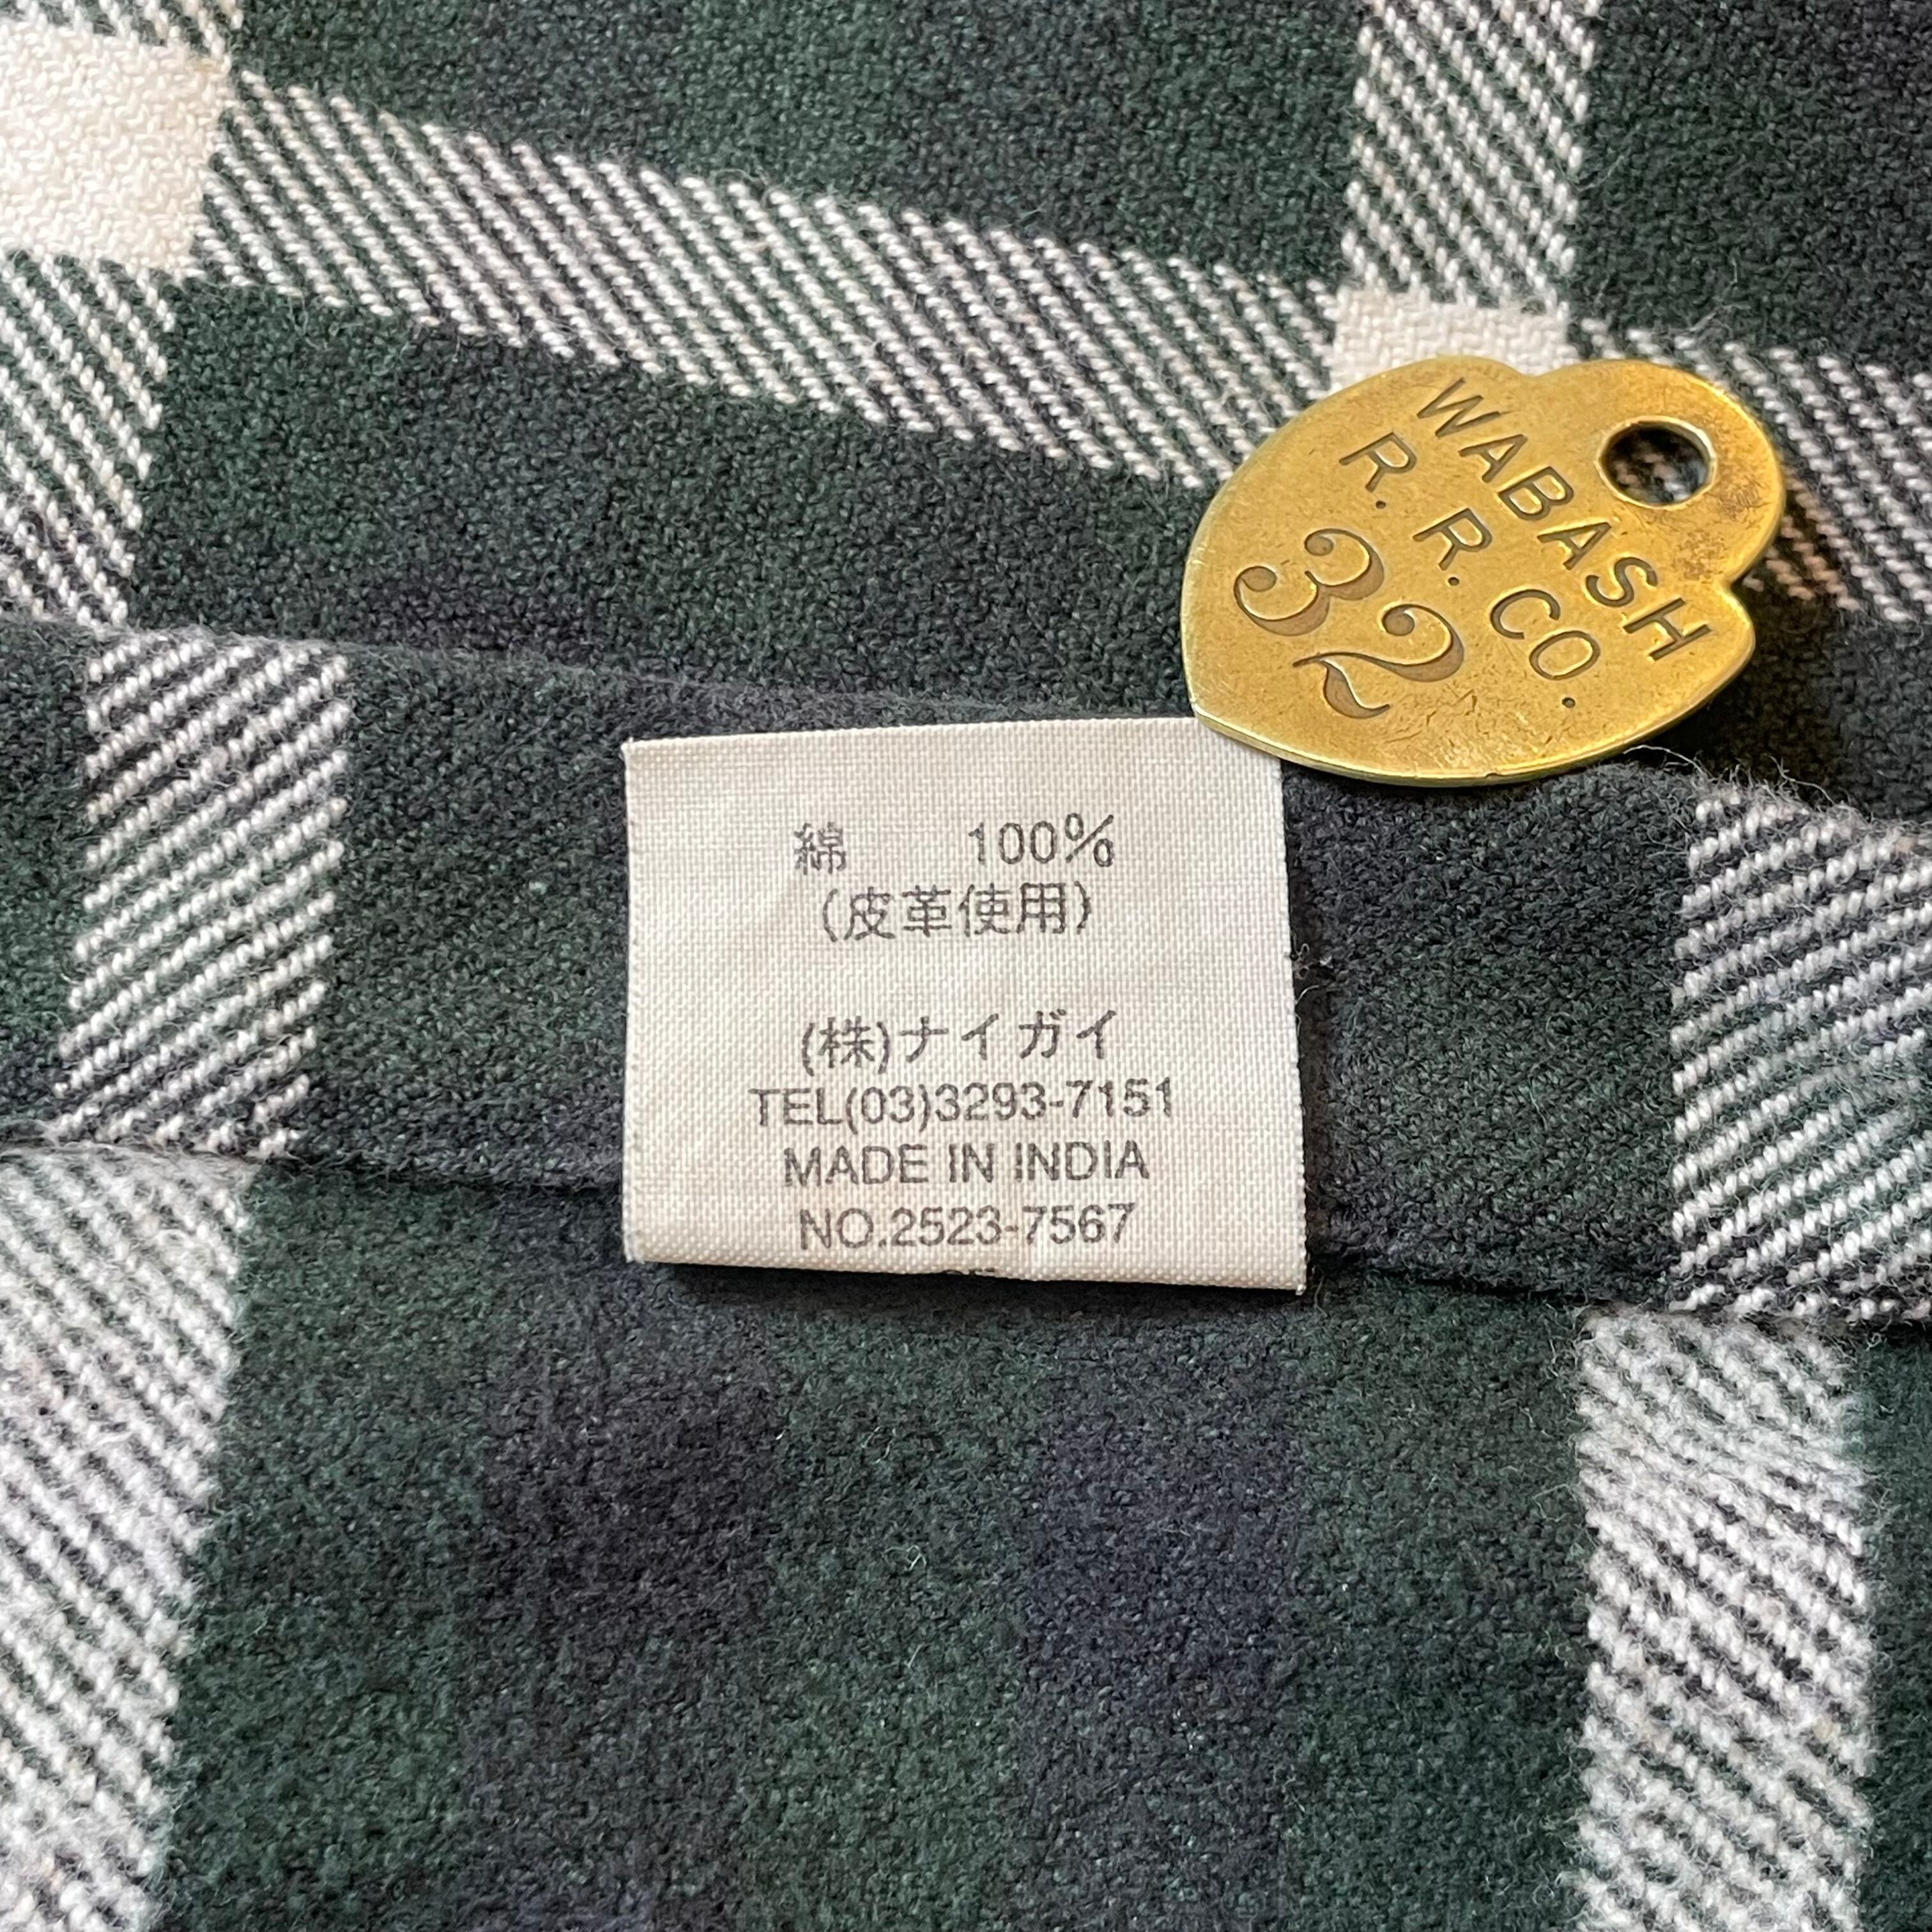 WABASH
R. R. CO.
32
綿 100%
(皮革使用)
(株)ナイガイ
TEL(03)3293-7151
MADE IN INDIA
NO.2523-7567